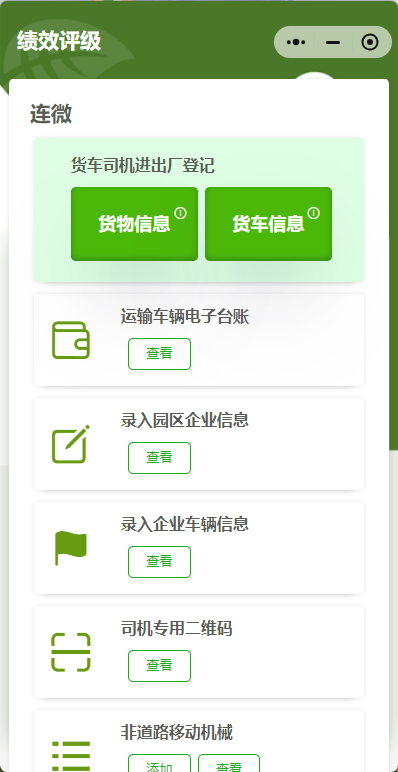 绩效评级
连微
货车司机进出厂登记
货物信息
货车信息
运输车辆电子台账
查看
录入园区企业信息
查看
录入企业车辆信息
查看
司机专用二维码
查看
非道路移动机械
添加 查看